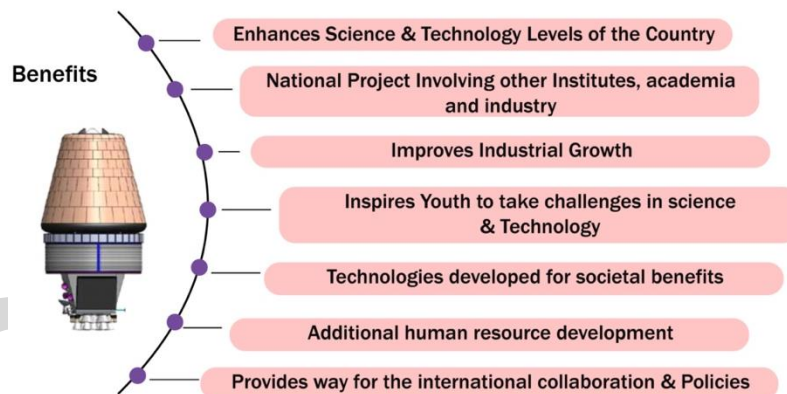 Enhances Science & Technology Levels of the Country
Benefits
National Project Involving other Institutes, academia
and industry
Improves Industrial Growth
Inspires Youth to take challenges in science
& Technology
Technologies developed for societal benefits
Additional human resource development
Provides way for the international collaboration & Policies